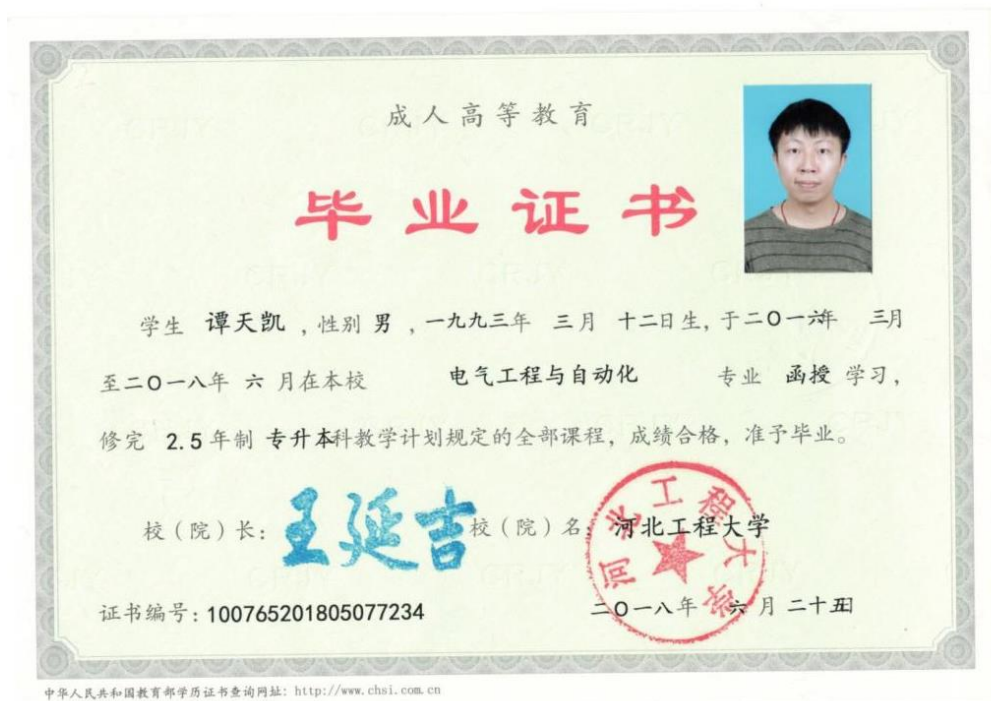 成人高等教育
毕业证书
学生 谭天凯 ，性别 男 ，一九九三年 三月 十二日生，于二〇一六年 三月
至二〇一八年 六 月在本校 电气工程与自动化 专业 函授 学习，
修完 2.5 年制 专升本科教学计划规定的全部课程，成绩合格，准予毕业。
校（院）长： 王延吉 校（院）名： 河北工程大学
河北工程大学
证书编号：100765201805077234 二〇一八年 六 月 二十五日
中华人民共和国教育部学历证书查询网址：http://www.chsi.com.cn